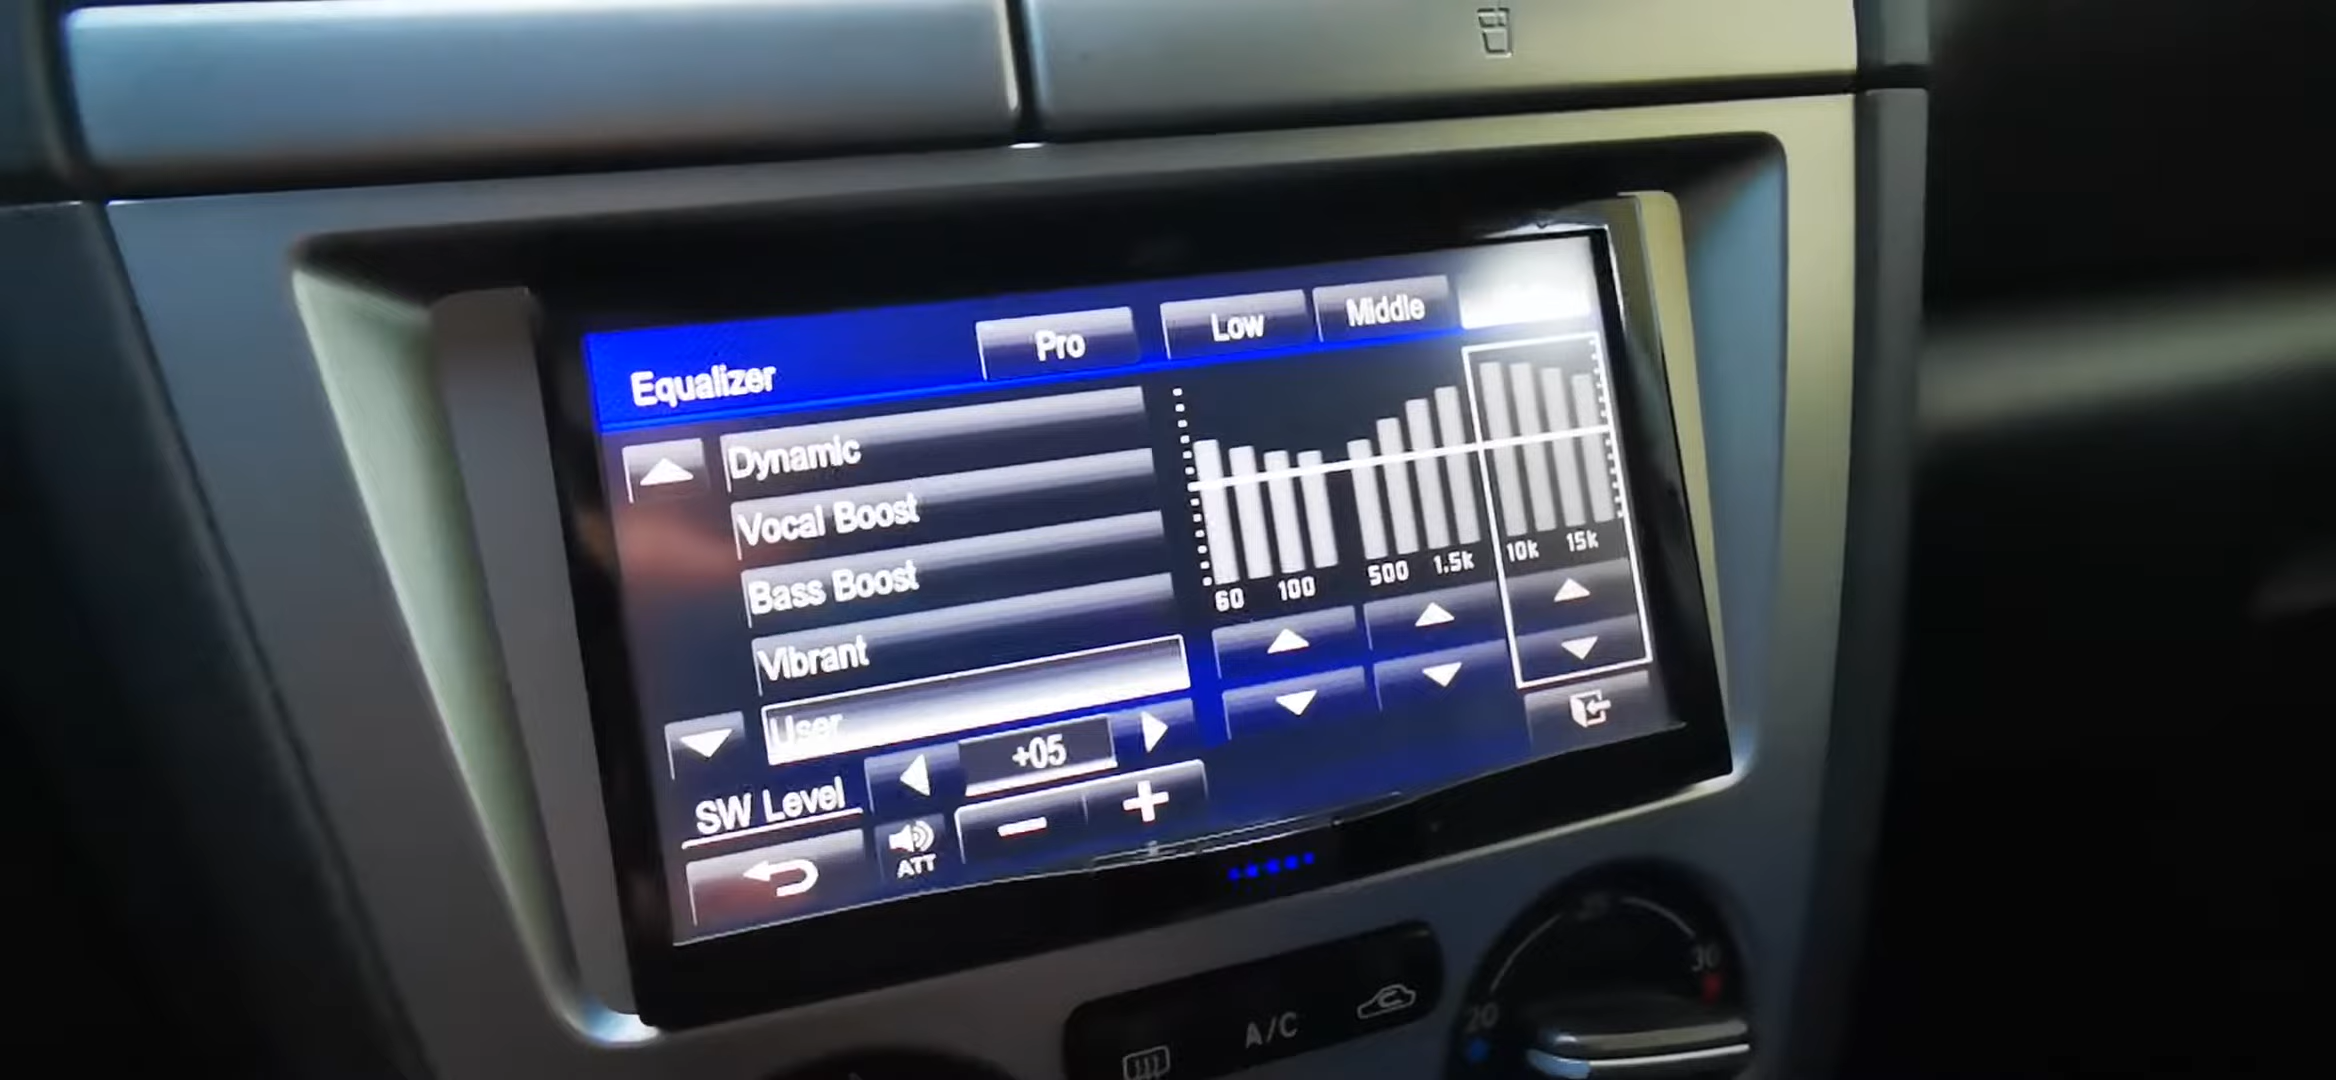 Equalizer
Pro
Low
Middle
Dynamic
Vocal Boost
Bass Boost
Vibrant
User
60 100 500 1.5k 10k 15k
SW Level
+05
ATT
A/C
20
30